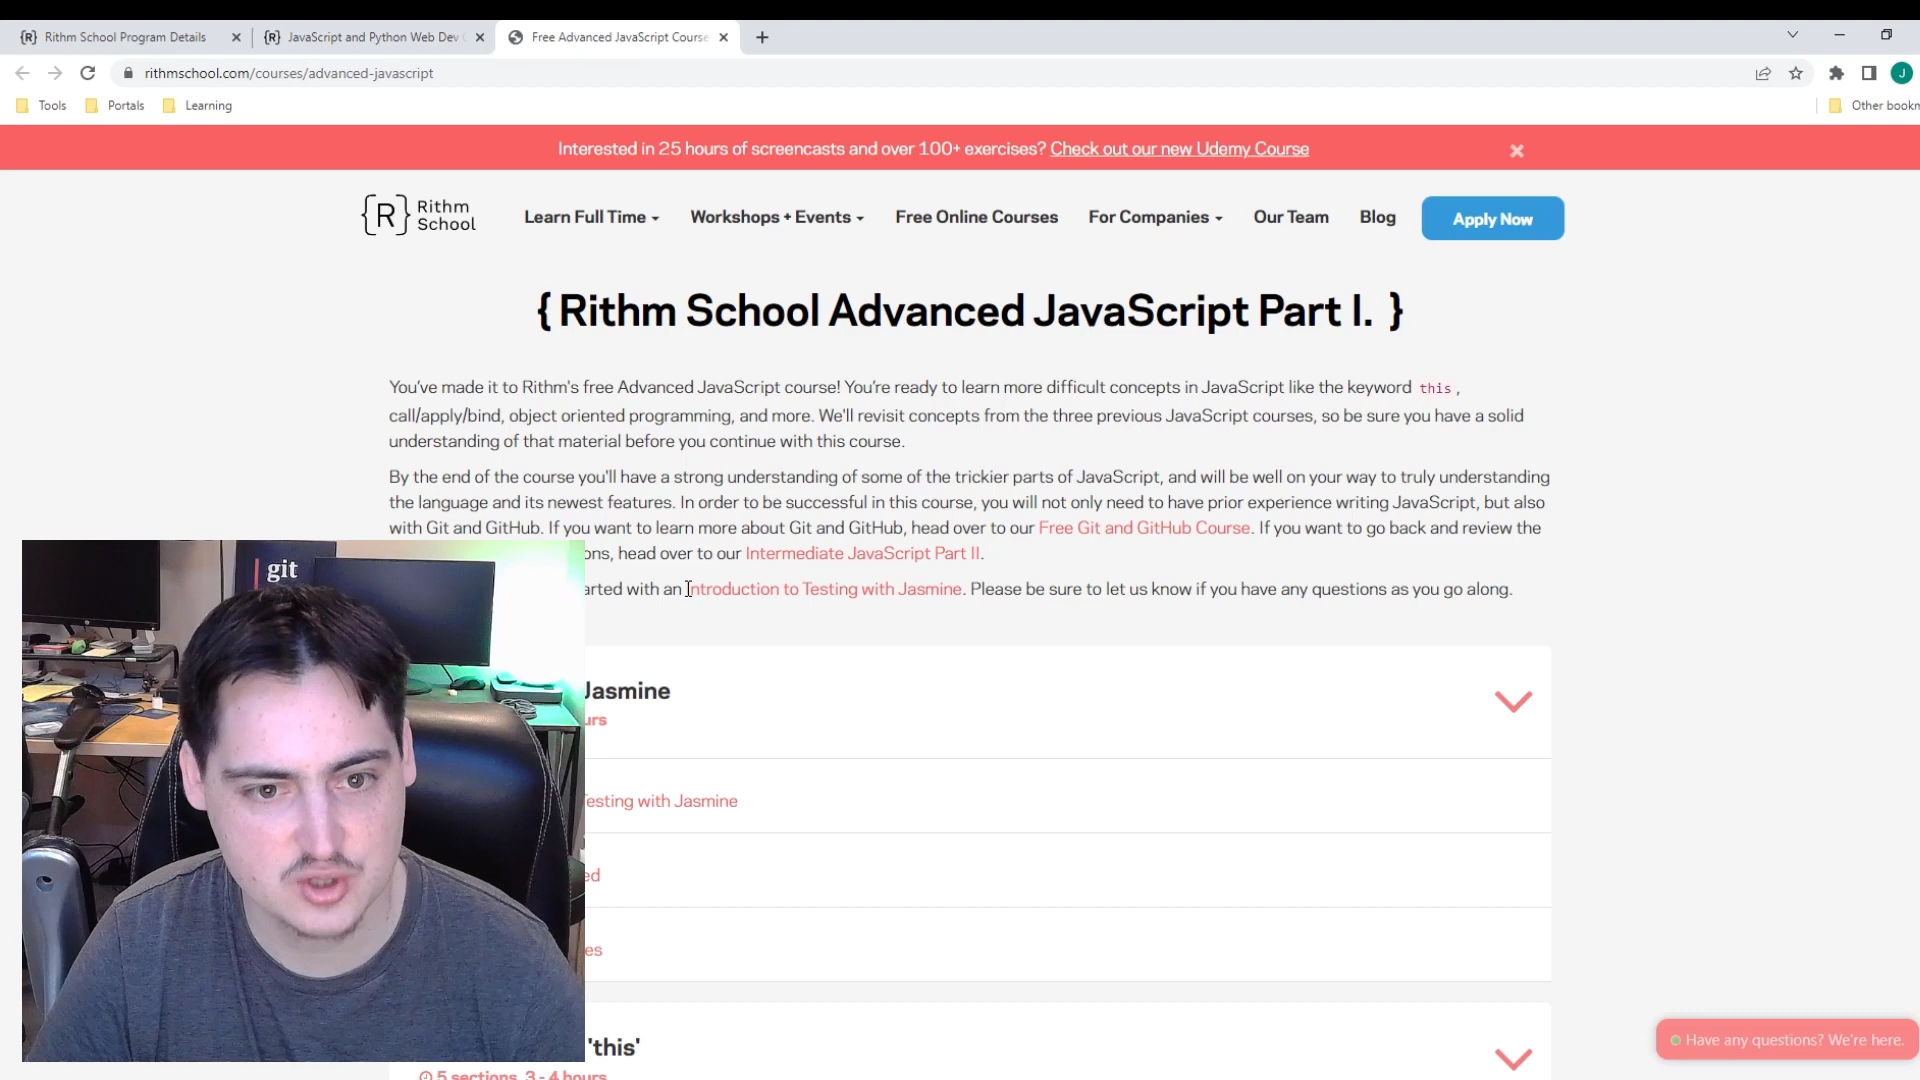 {R} Rithm School Program Details
{R} JavaScript and Python Web Dev
Free Advanced JavaScript Course
rithmschool.com/courses/advanced-javascript
J
Tools
Portals
Learning
Other bookm
Interested in 25 hours of screencasts and over 100+ exercises? Check out our new Udemy Course
{R} Rithm School
Learn Full Time
Workshops + Events
Free Online Courses
For Companies
Our Team
Blog
Apply Now
{ Rithm School Advanced JavaScript Part I. }
You've made it to Rithm's free Advanced JavaScript course! You're ready to learn more difficult concepts in JavaScript like the keyword this ,
call/apply/bind, object oriented programming, and more. We'll revisit concepts from the three previous JavaScript courses, so be sure you have a solid
understanding of that material before you continue with this course.
By the end of the course you'll have a strong understanding of some of the trickier parts of JavaScript, and will be well on your way to truly understanding
the language and its newest features. In order to be successful in this course, you will not only need to have prior experience writing JavaScript, but also
with Git and GitHub. If you want to learn more about Git and GitHub, head over to our Free Git and GitHub Course. If you want to go back and review the
ons, head over to our Intermediate JavaScript Part II.
arted with an Introduction to Testing with Jasmine. Please be sure to let us know if you have any questions as you go along.
git
Jasmine
urs
Testing with Jasmine
ed
es
'this'
5 sections, 3 - 4 hours
Have any questions? We're here.